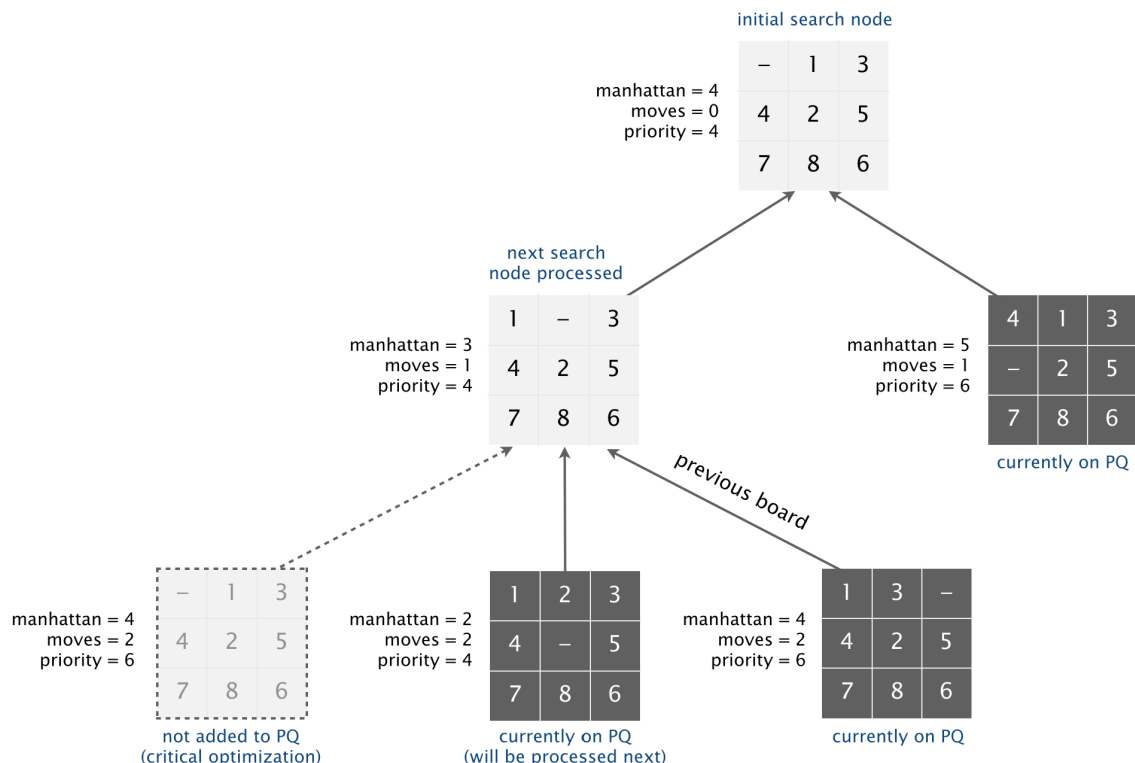 initial search node
– 1 3
4 2 5
7 8 6
manhattan = 4
moves = 0
priority = 4
next search
node processed
1 – 3
4 2 5
7 8 6
manhattan = 3
moves = 1
priority = 4
manhattan = 5
moves = 1
priority = 6
4 1 3
– 2 5
7 8 6
currently on PQ
previous board
manhattan = 4
moves = 2
priority = 6
– 1 3
4 2 5
7 8 6
not added to PQ
(critical optimization)
manhattan = 2
moves = 2
priority = 4
1 2 3
4 – 5
7 8 6
currently on PQ
(will be processed next)
manhattan = 4
moves = 2
priority = 6
1 3 –
4 2 5
7 8 6
currently on PQ